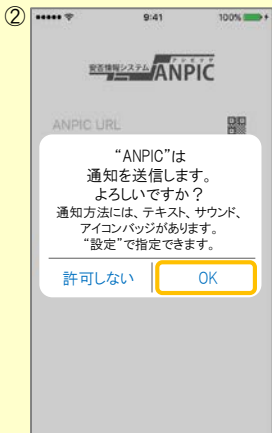 ②
9:41
100%
安否情報システム ANPIC
ANPIC URL
“ANPIC”は
通知を送信します。
よろしいですか？
通知方法には、テキスト、サウンド、
アイコンバッジがあります。
“設定”で指定できます。
許可しない
OK